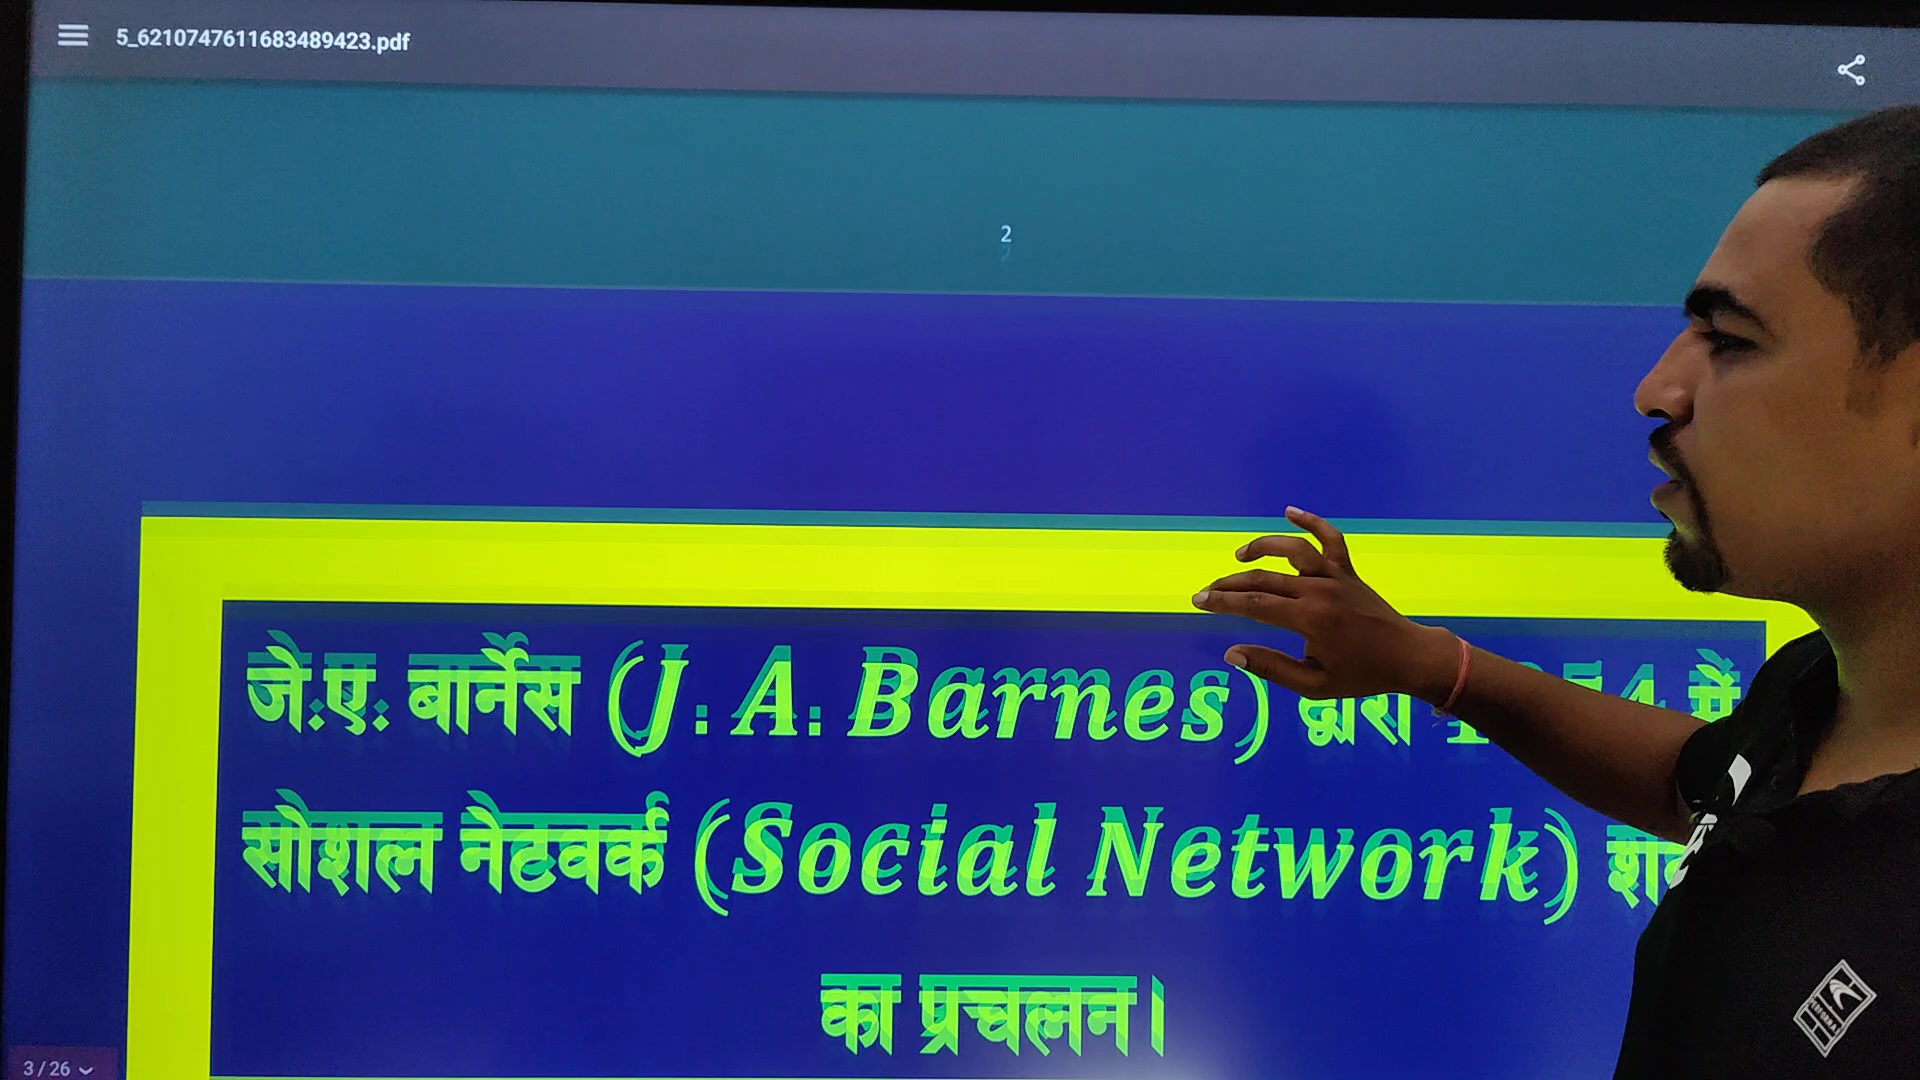 5_6210747611683489423.pdf
2
जे.ए. बार्नेस (J. A. Barnes) द्वारा में
सोशल नेटवर्क (Social Network)
का प्रचलन।
3 / 26